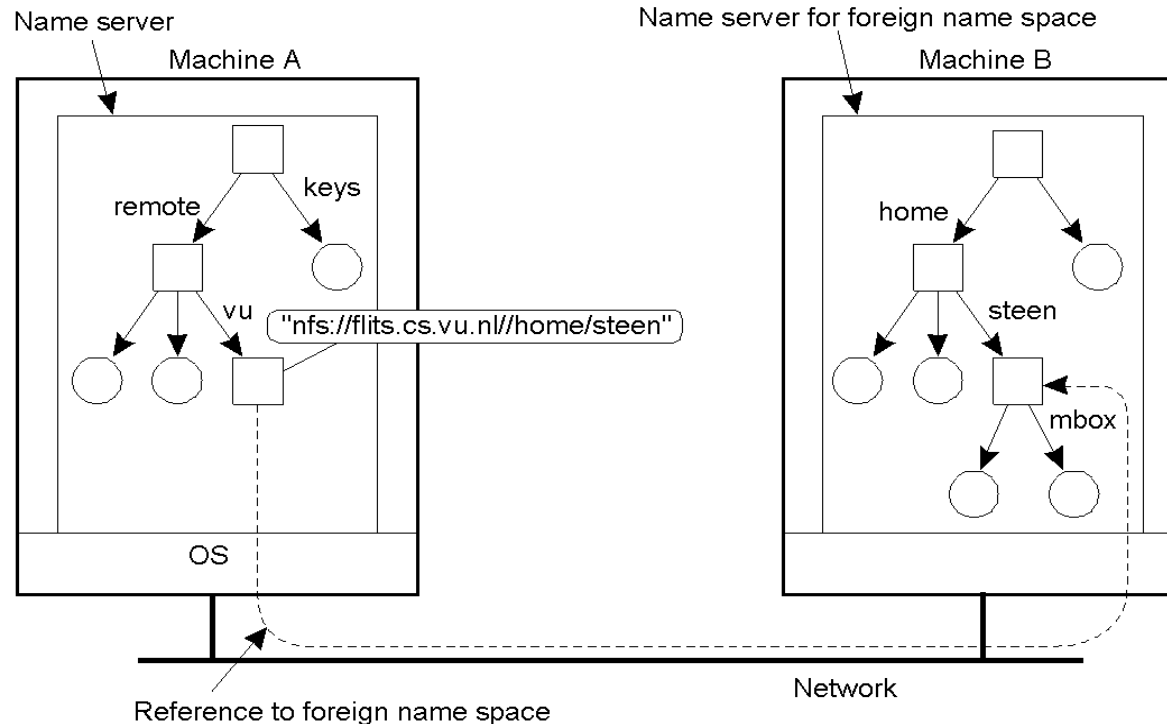 Name server
Name server for foreign name space
Machine A
Machine B
keys
remote
home
vu
"nfs://flits.cs.vu.nl//home/steen"
steen
mbox
OS
Network
Reference to foreign name space